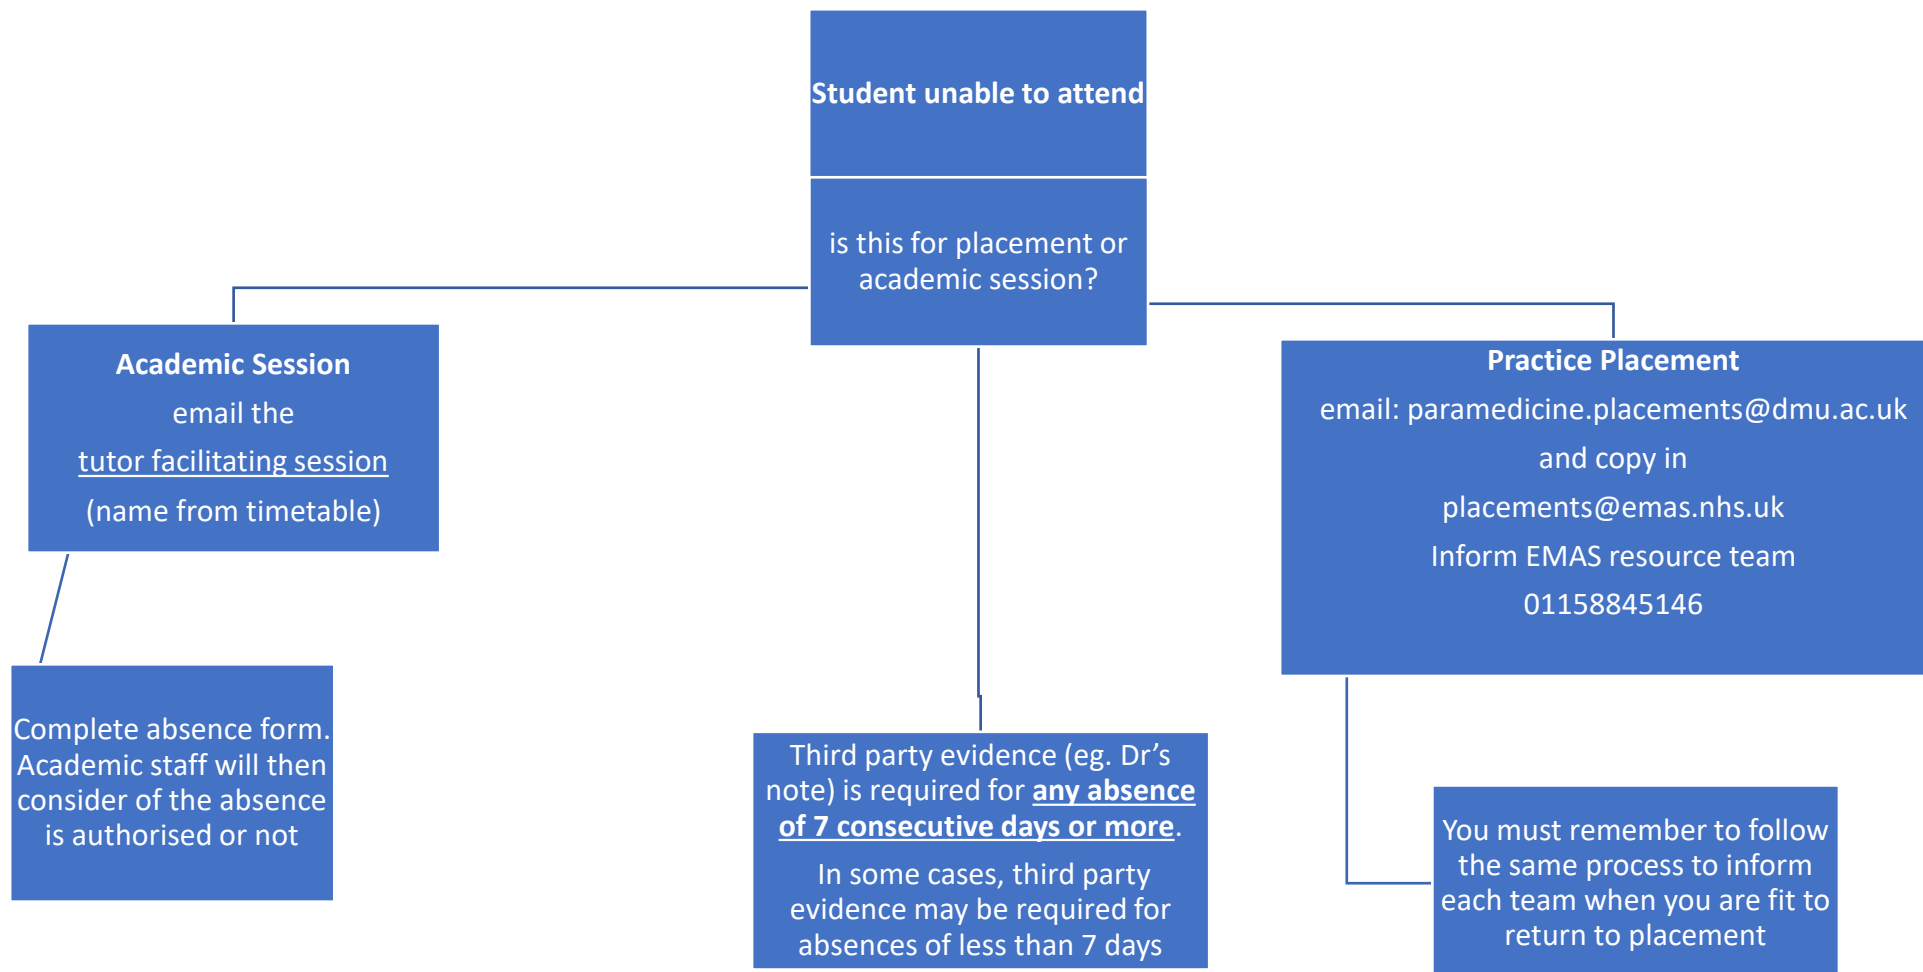 Student unable to attend
is this for placement or
academic session?
Academic Session
email the
tutor facilitating session
(name from timetable)
Complete absence form.
Academic staff will then
consider of the absence
is authorised or not
Third party evidence (eg. Dr’s
note) is required for any absence
of 7 consecutive days or more.
In some cases, third party
evidence may be required for
absences of less than 7 days
Practice Placement
email: paramedicine.placements@dmu.ac.uk
and copy in
placements@emas.nhs.uk
Inform EMAS resource team
01158845146
You must remember to follow
the same process to inform
each team when you are fit to
return to placement